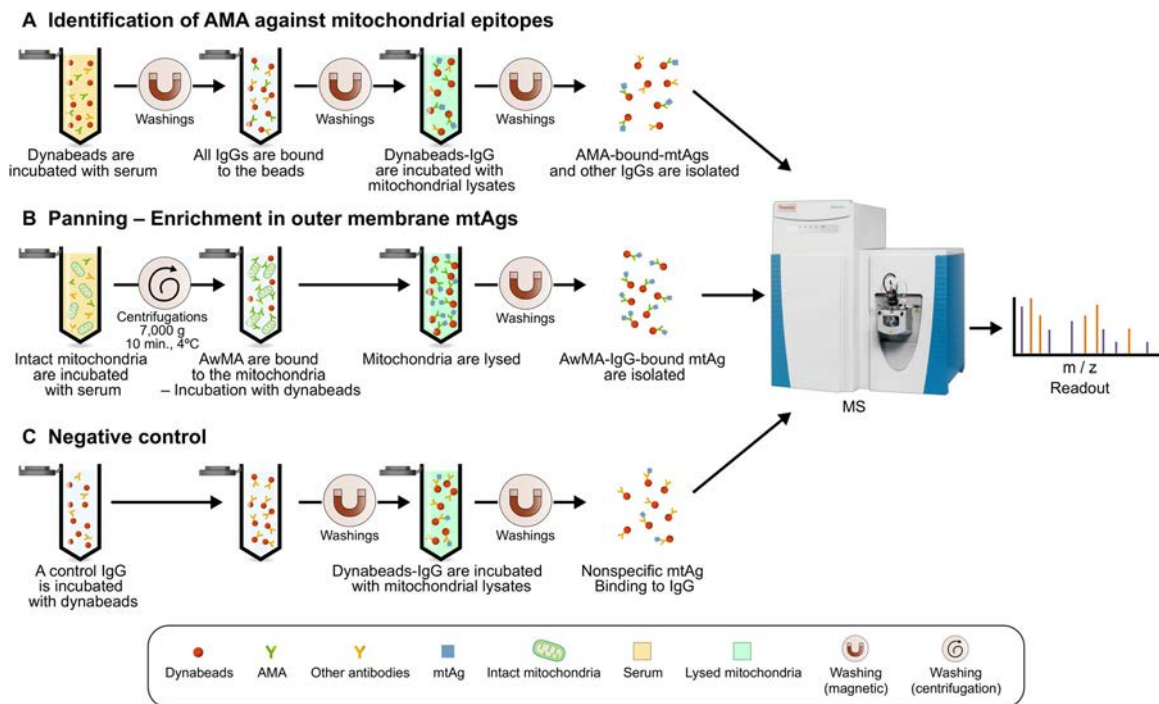 A Identification of AMA against mitochondrial epitopes
Washings
Washings
Washings
Dynabeads are
incubated with serum
All IgGs are bound
to the beads
Dynabeads-IgG
are incubated with
mitochondrial lysates
AMA-bound-mtAgs
and other IgGs are isolated
B Panning – Enrichment in outer membrane mtAgs
Centrifugations
7,000 g
10 min., 4ºC
Washings
Intact mitochondria
are incubated
with serum
AwMA are bound
to the mitochondria
– Incubation with dynabeads
Mitochondria are lysed
AwMA-IgG-bound mtAg
are isolated
MS
m / z
Readout
C Negative control
Washings
Washings
A control IgG
is incubated
with dynabeads
Dynabeads-IgG are incubated
with mitochondrial lysates
Nonspecific mtAg
Binding to IgG
Dynabeads
AMA
Other antibodies
mtAg
Intact mitochondria
Serum
Lysed mitochondria
Washing
(magnetic)
Washing
(centrifugation)